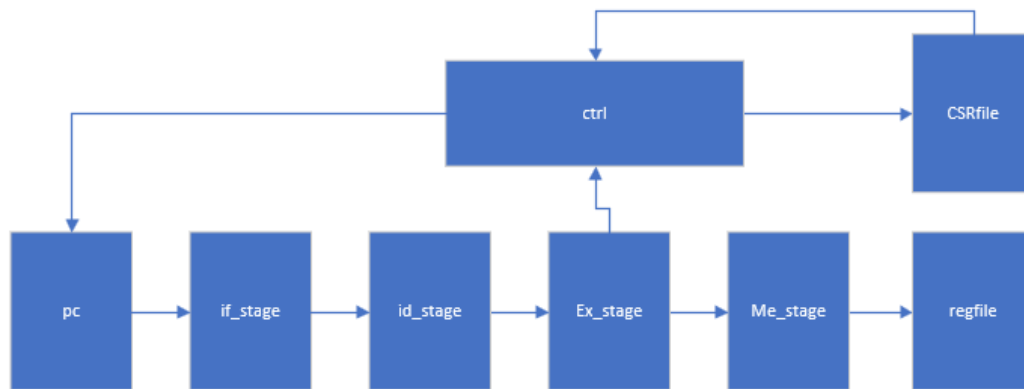 ctrl
CSRfile
pc
if_stage
id_stage
Ex_stage
Me_stage
regfile